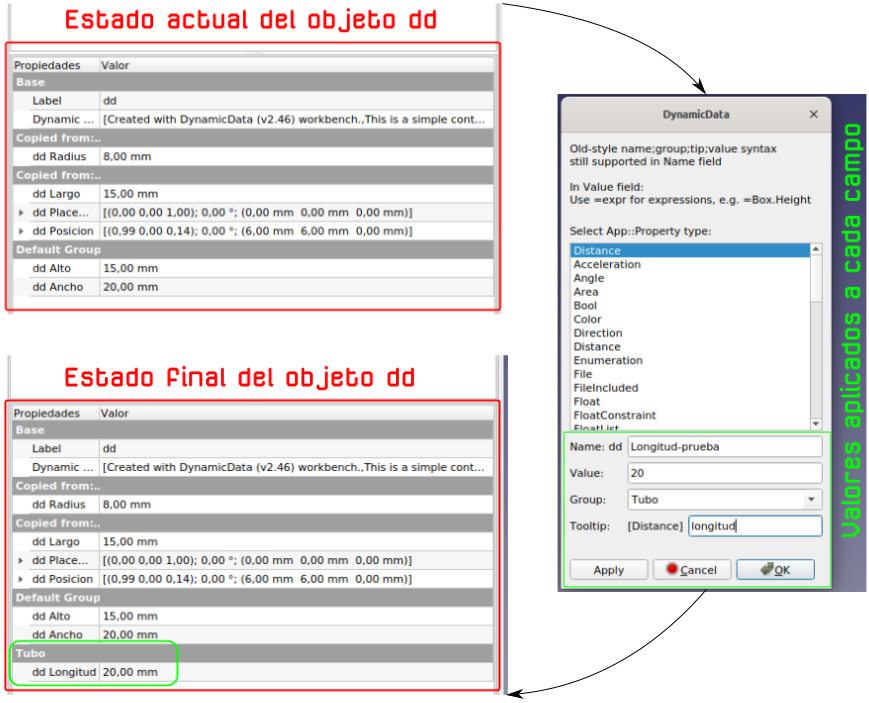 Estado actual del objeto dd
Propiedades Valor
Base
Label dd
Dynamic ... [Created with DynamicData (v2.46) workbench.,This is a simple cont...
Copied from:..
dd Radius 8,00 mm
Copied from:..
dd Largo 15,00 mm
dd Place... [(0,00 0,00 1,00); 0,00 °; (0,00 mm 0,00 mm 0,00 mm)]
dd Posicion [(0,99 0,00 0,14); 0,00 °; (6,00 mm 6,00 mm 0,00 mm)]
Default Group
dd Alto 15,00 mm
dd Ancho 20,00 mm
Estado final del objeto dd
Propiedades Valor
Base
Label dd
Dynamic ... [Created with DynamicData (v2.46) workbench.,This is a simple cont...
Copied from:..
dd Radius 8,00 mm
Copied from:..
dd Largo 15,00 mm
dd Place... [(0,00 0,00 1,00); 0,00 °; (0,00 mm 0,00 mm 0,00 mm)]
dd Posicion [(0,99 0,00 0,14); 0,00 °; (6,00 mm 6,00 mm 0,00 mm)]
Default Group
dd Alto 15,00 mm
dd Ancho 20,00 mm
Tubo
dd Longitud 20,00 mm
DynamicData ×
Old-style name;group;tip;value syntax
still supported in Name field
In Value field:
Use =expr for expressions, e.g. =Box.Height
Select App::Property type:
Distance
Acceleration
Angle
Area
Bool
Color
Direction
Distance
Enumeration
File
FileIncluded
Float
FloatConstraint
FloatList
Name: dd Longitud-prueba
Value: 20
Group: Tubo
Tooltip: [Distance] longitud
Apply Cancel OK
Valores aplicados a cada campo